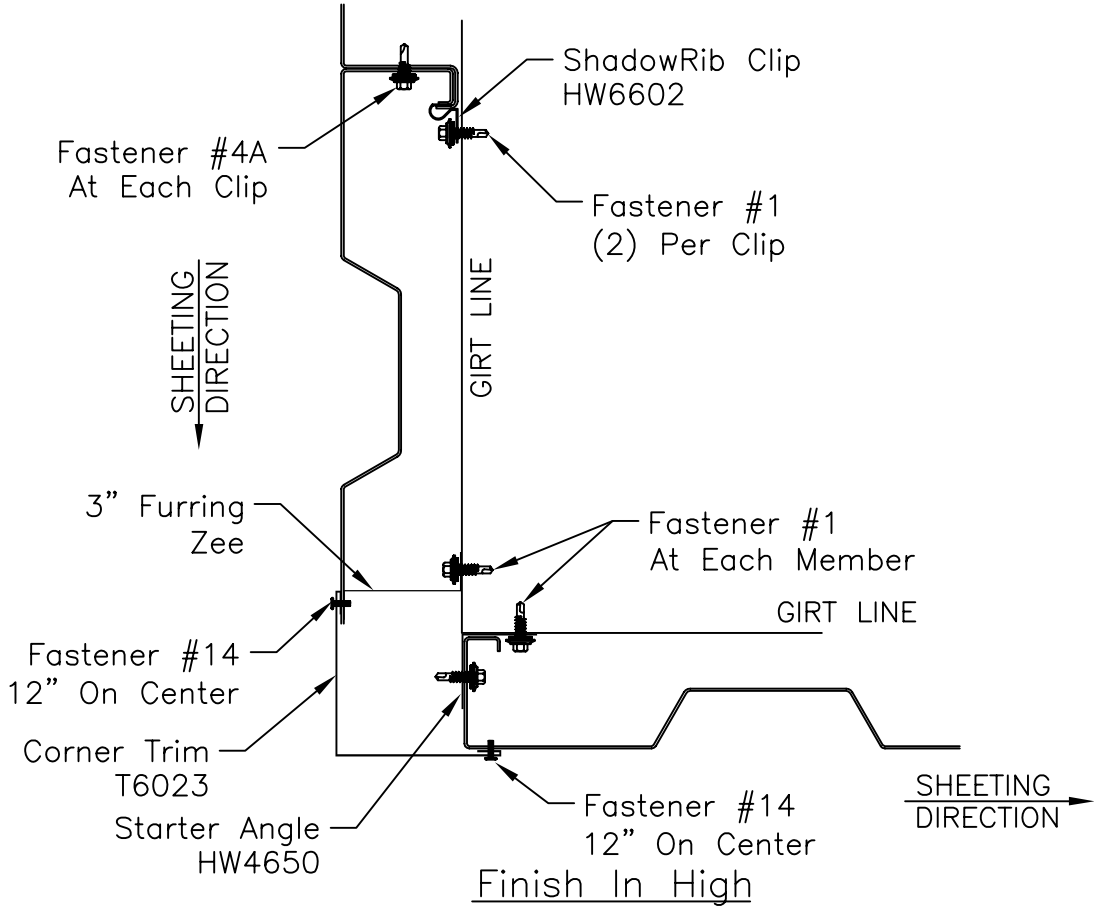 ShadowRib Clip
HW6602
Fastener #4A
At Each Clip
Fastener #1
(2) Per Clip
SHEETING
DIRECTION
GIRT LINE
3” Furring
Zee
Fastener #1
At Each Member
GIRT LINE
Fastener #14
12” On Center
Corner Trim
T6023
Starter Angle
HW4650
Fastener #14
12” On Center
SHEETING
DIRECTION
Finish In High